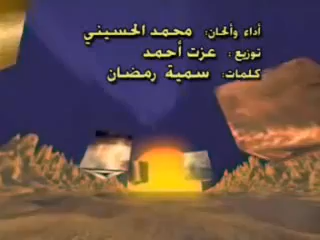 أداء وألحان: محمد الحسيني
توزيع: عزت أحمد
كلمات: سمية رمضان